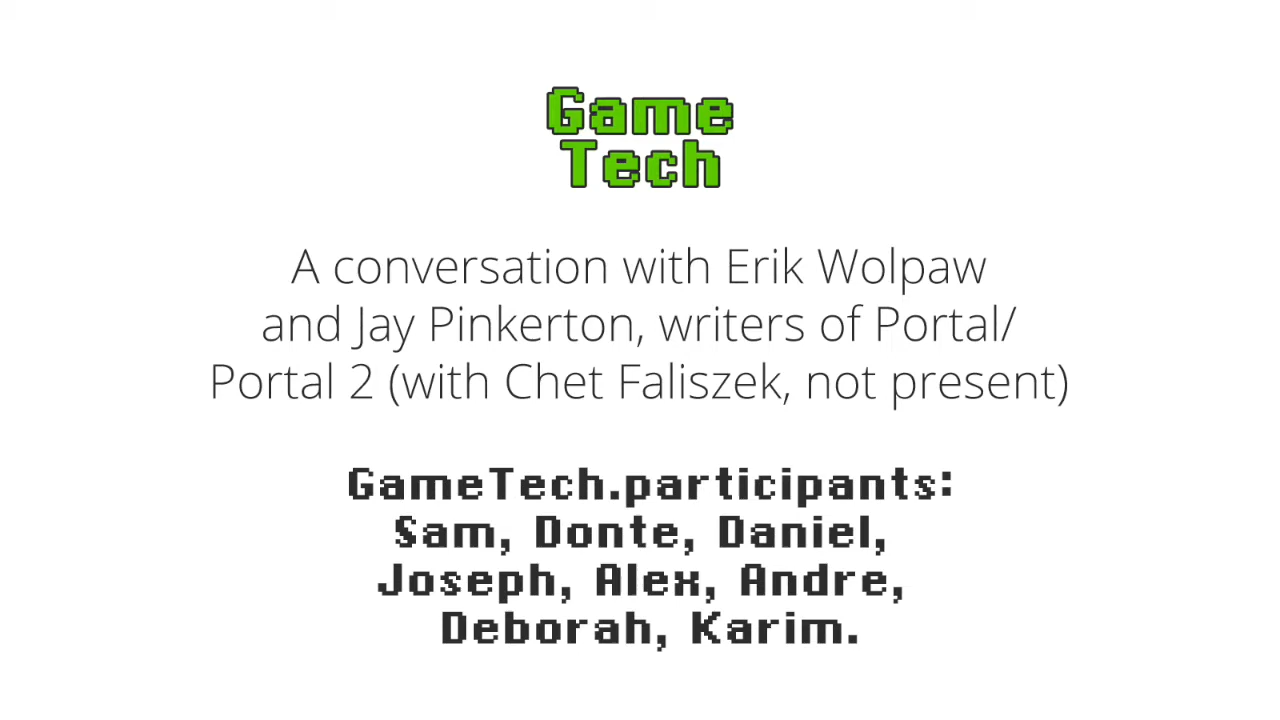 Game
Tech
A conversation with Erik Wolpaw
and Jay Pinkerton, writers of Portal/
Portal 2 (with Chet Faliszek, not present)
GameTech.participants:
Sam, Donte, Daniel,
Joseph, Alex, Andre,
Deborah, Karim.